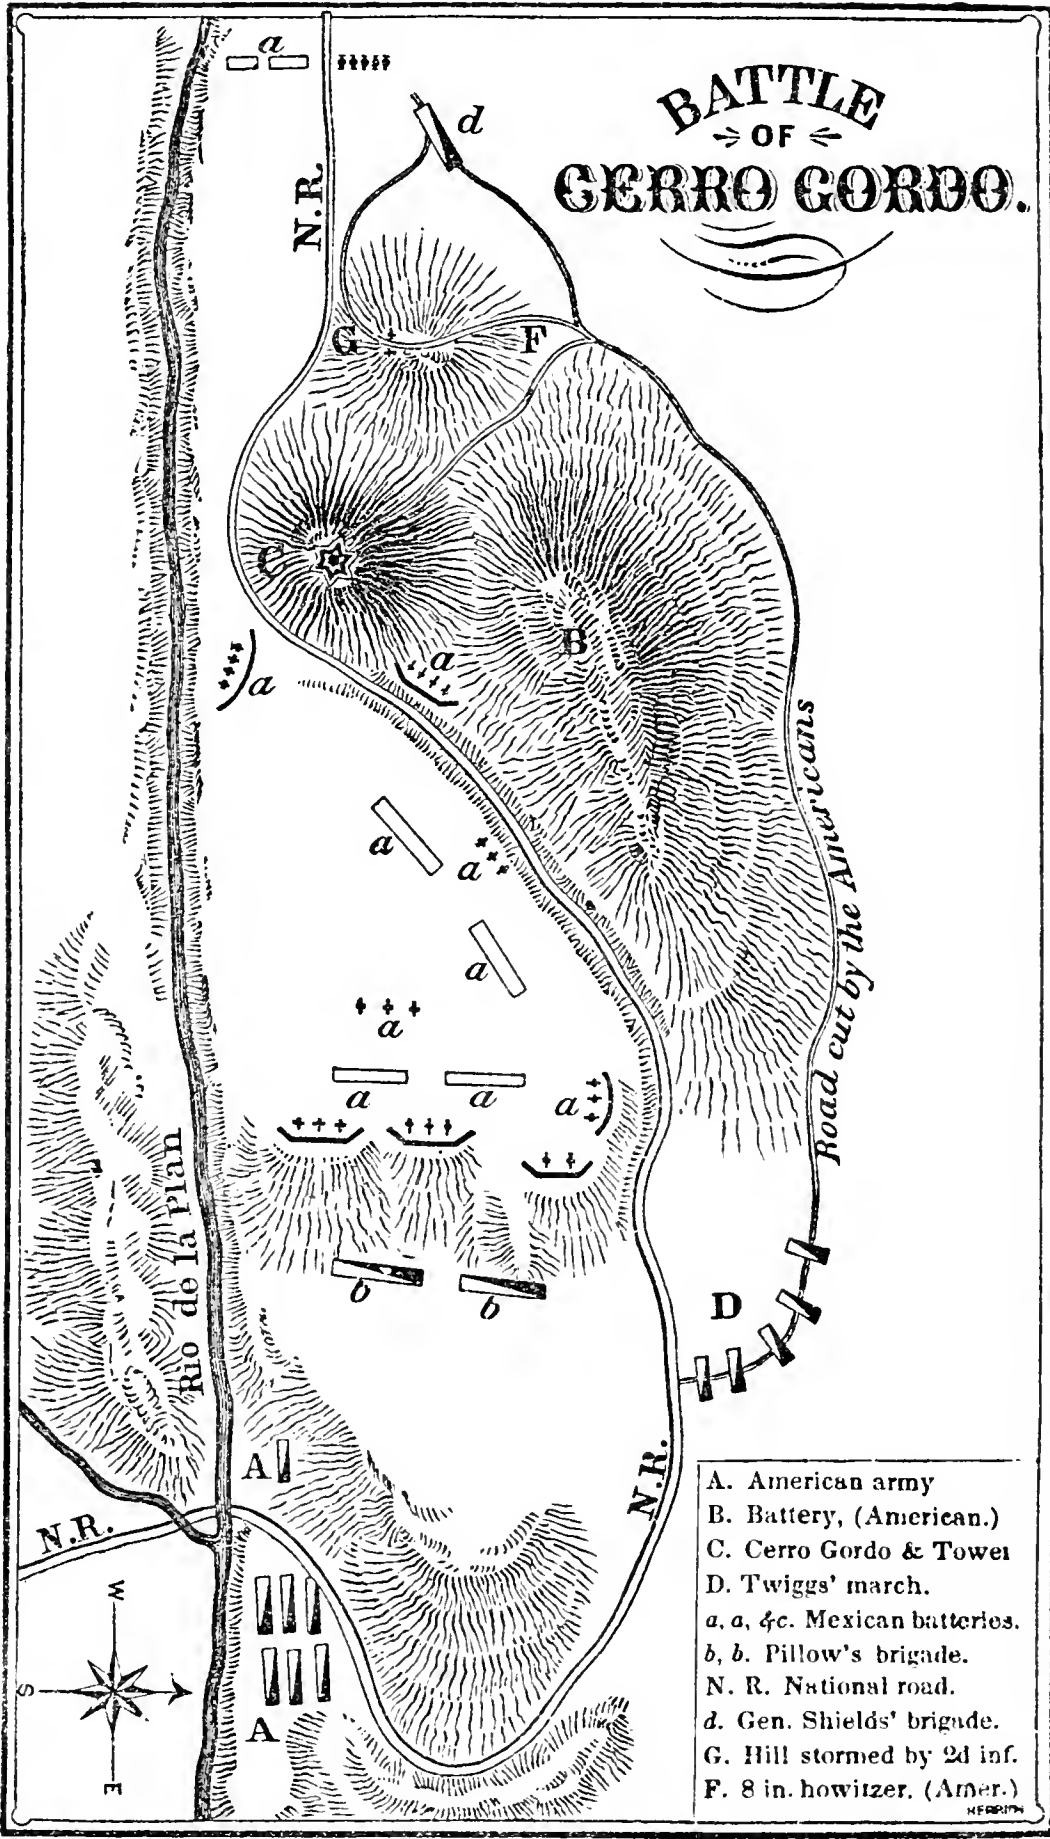 BATTLE
OF
CERRO GORDO.
a
d
N.R.
G
F
C
B
a
a
a
a
a
a
a
a
a
Road cut by the Americans
Rio de la Plan
b
b
D
A
N.R.
N.R.
A
W
S
E
A. American army
B. Battery, (American.)
C. Cerro Gordo & Tower
D. Twiggs' march.
a, a, &c. Mexican batteries.
b, b. Pillow's brigade.
N. R. National road.
d. Gen. Shields' brigade.
G. Hill stormed by 2d inf.
F. 8 in. howitzer. (Amer.)